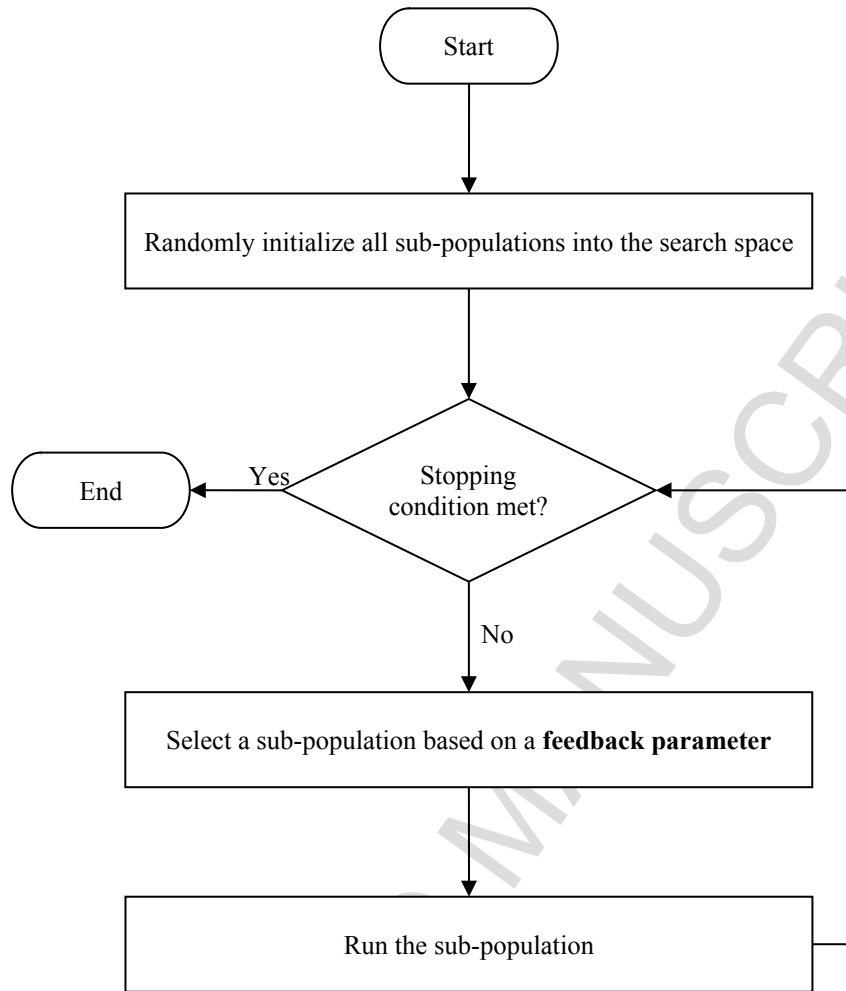 Start
Randomly initialize all sub-populations into the search space
Stopping
condition met?
Yes
End
No
Select a sub-population based on a feedback parameter
Run the sub-population
MANUSCRI